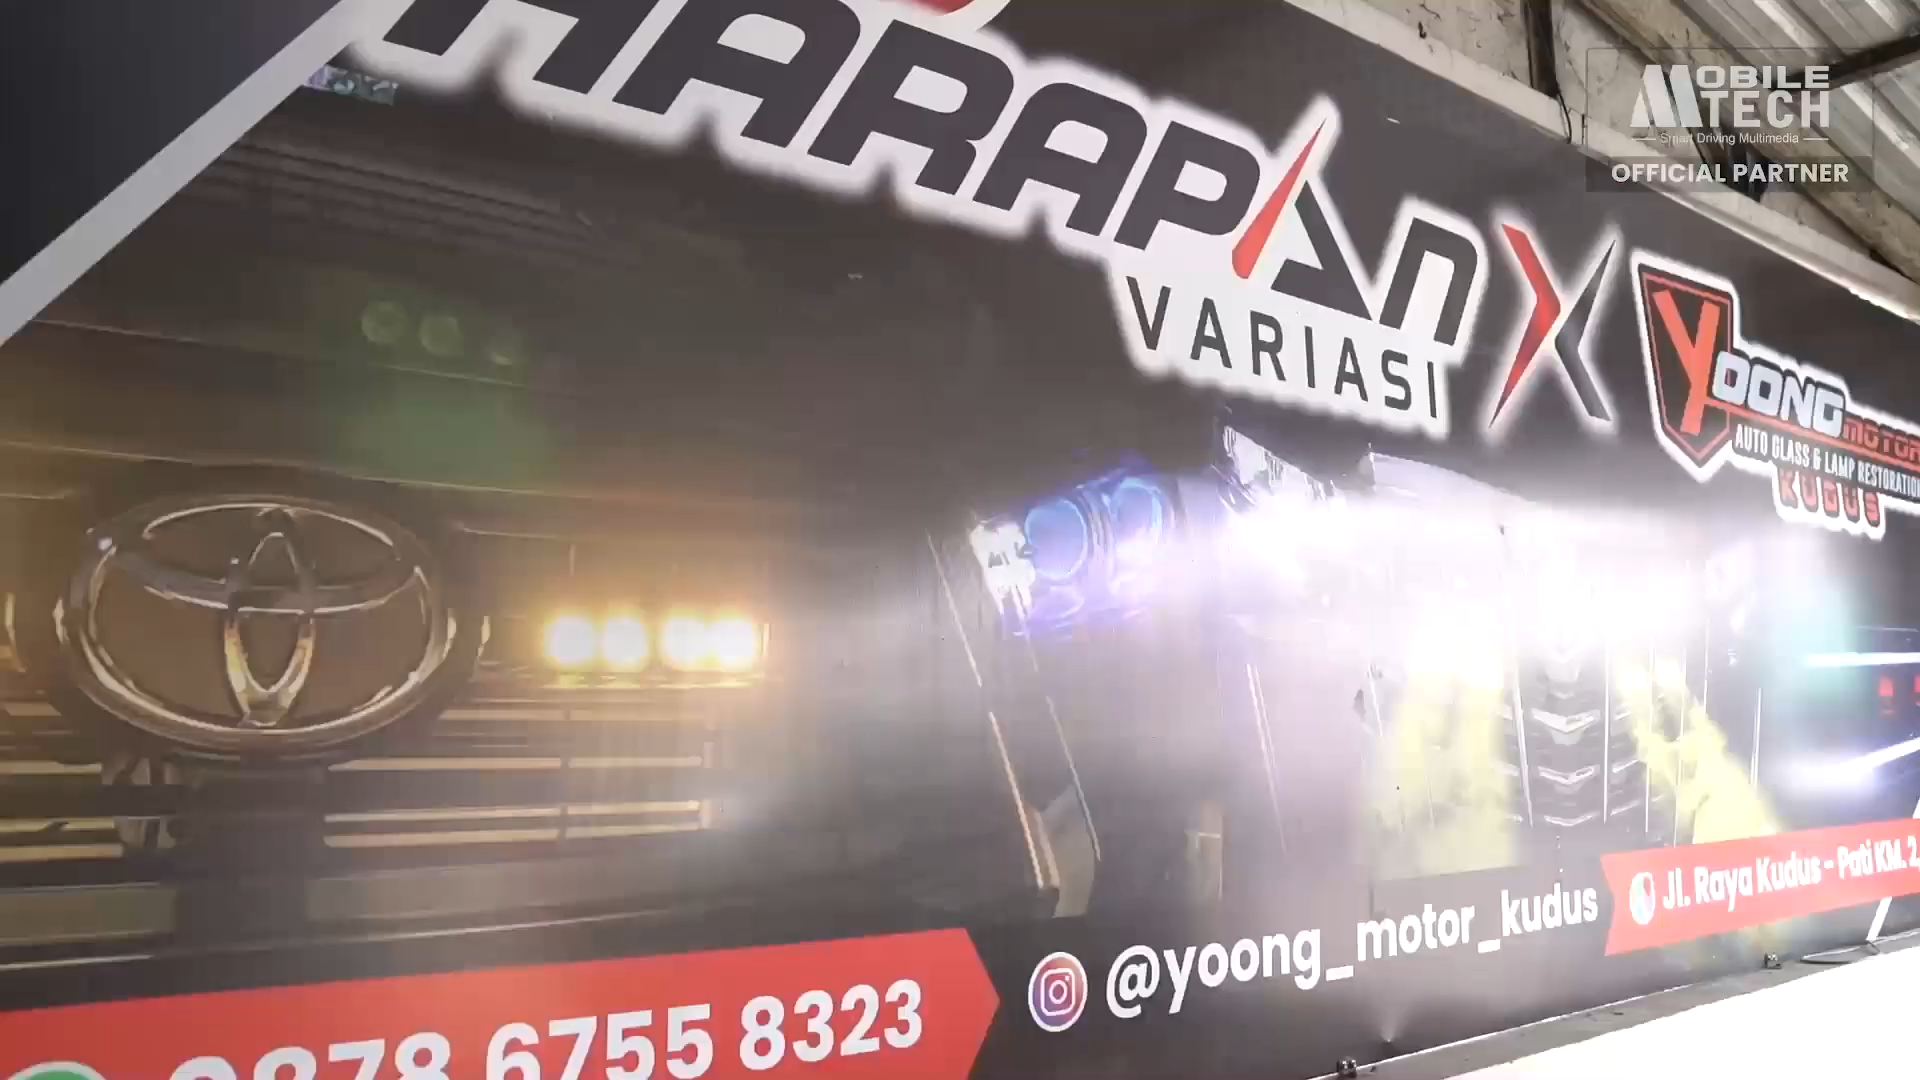 MOBILE
TECH
Smart Driving Multimedia
OFFICIAL PARTNER
HARAPAN
VARIASI
X
YOONG MOTOR
AUTO GLASS & LAMP RESTORATION
KUDUS
0878 6755 8323
@yoong_motor_kudus
Jl. Raya Kudus - Pati KM. 2,